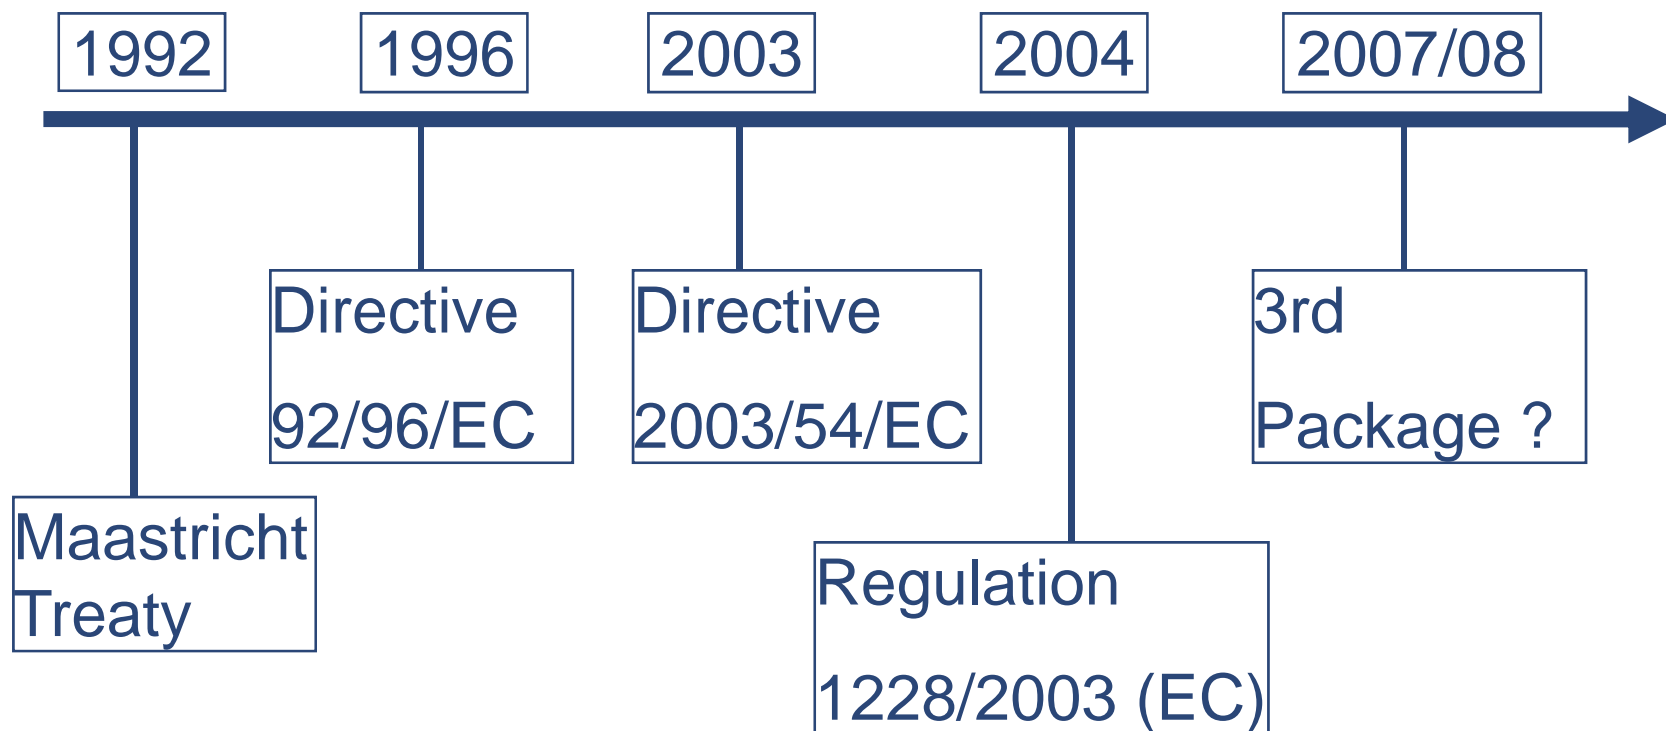 1992
1996
2003
2004
2007/08
Directive
92/96/EC
Directive
2003/54/EC
3rd
Package ?
Maastricht
Treaty
Regulation
1228/2003 (EC)